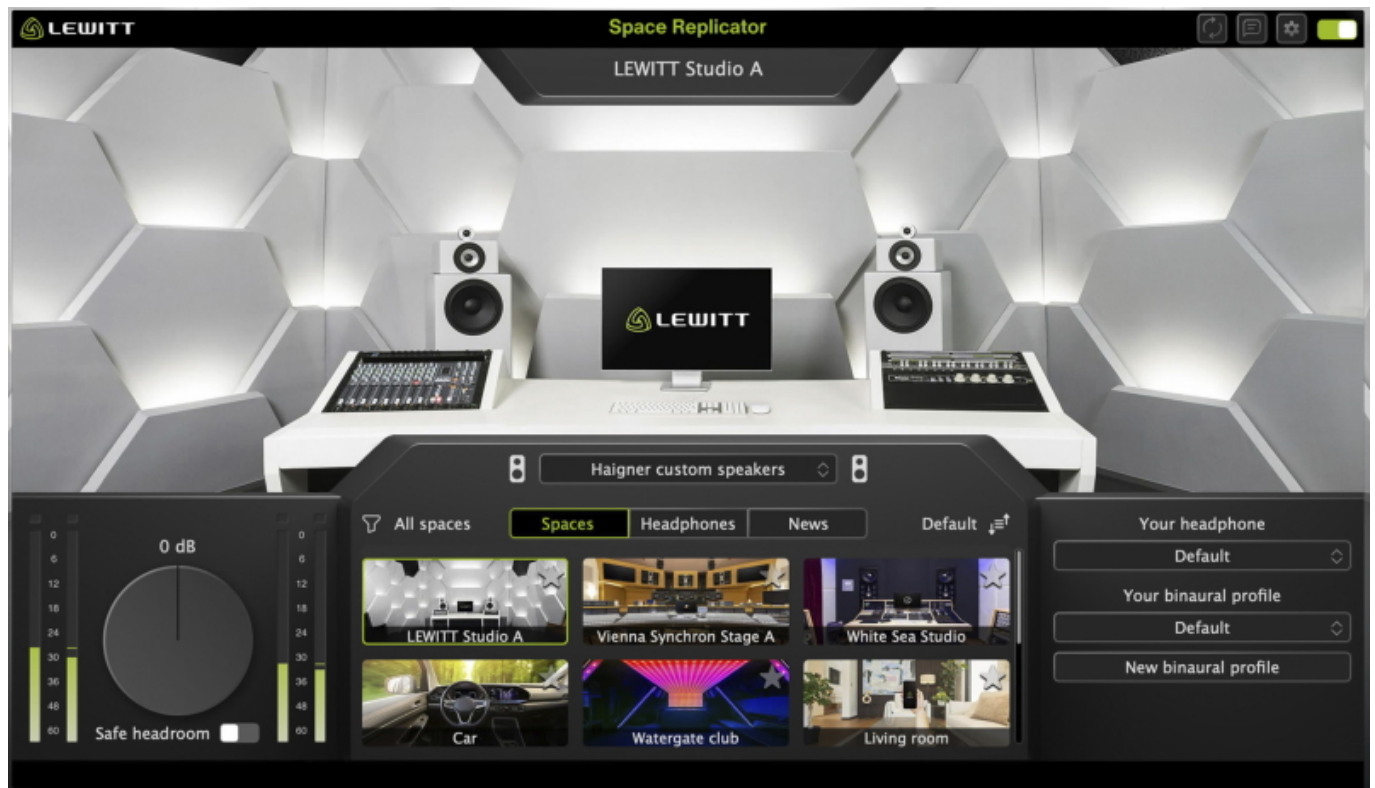 LEWITT
Space Replicator
LEWITT Studio A
LEWITT
Haigner custom speakers
All spaces
Spaces
Headphones
News
Default
0 dB
0
6
12
18
24
30
36
48
60
0
6
12
18
24
30
36
48
60
Safe headroom
LEWITT Studio A
Vienna Synchron Stage A
White Sea Studio
Car
Watergate club
Living room
Your headphone
Default
Your binaural profile
Default
New binaural profile